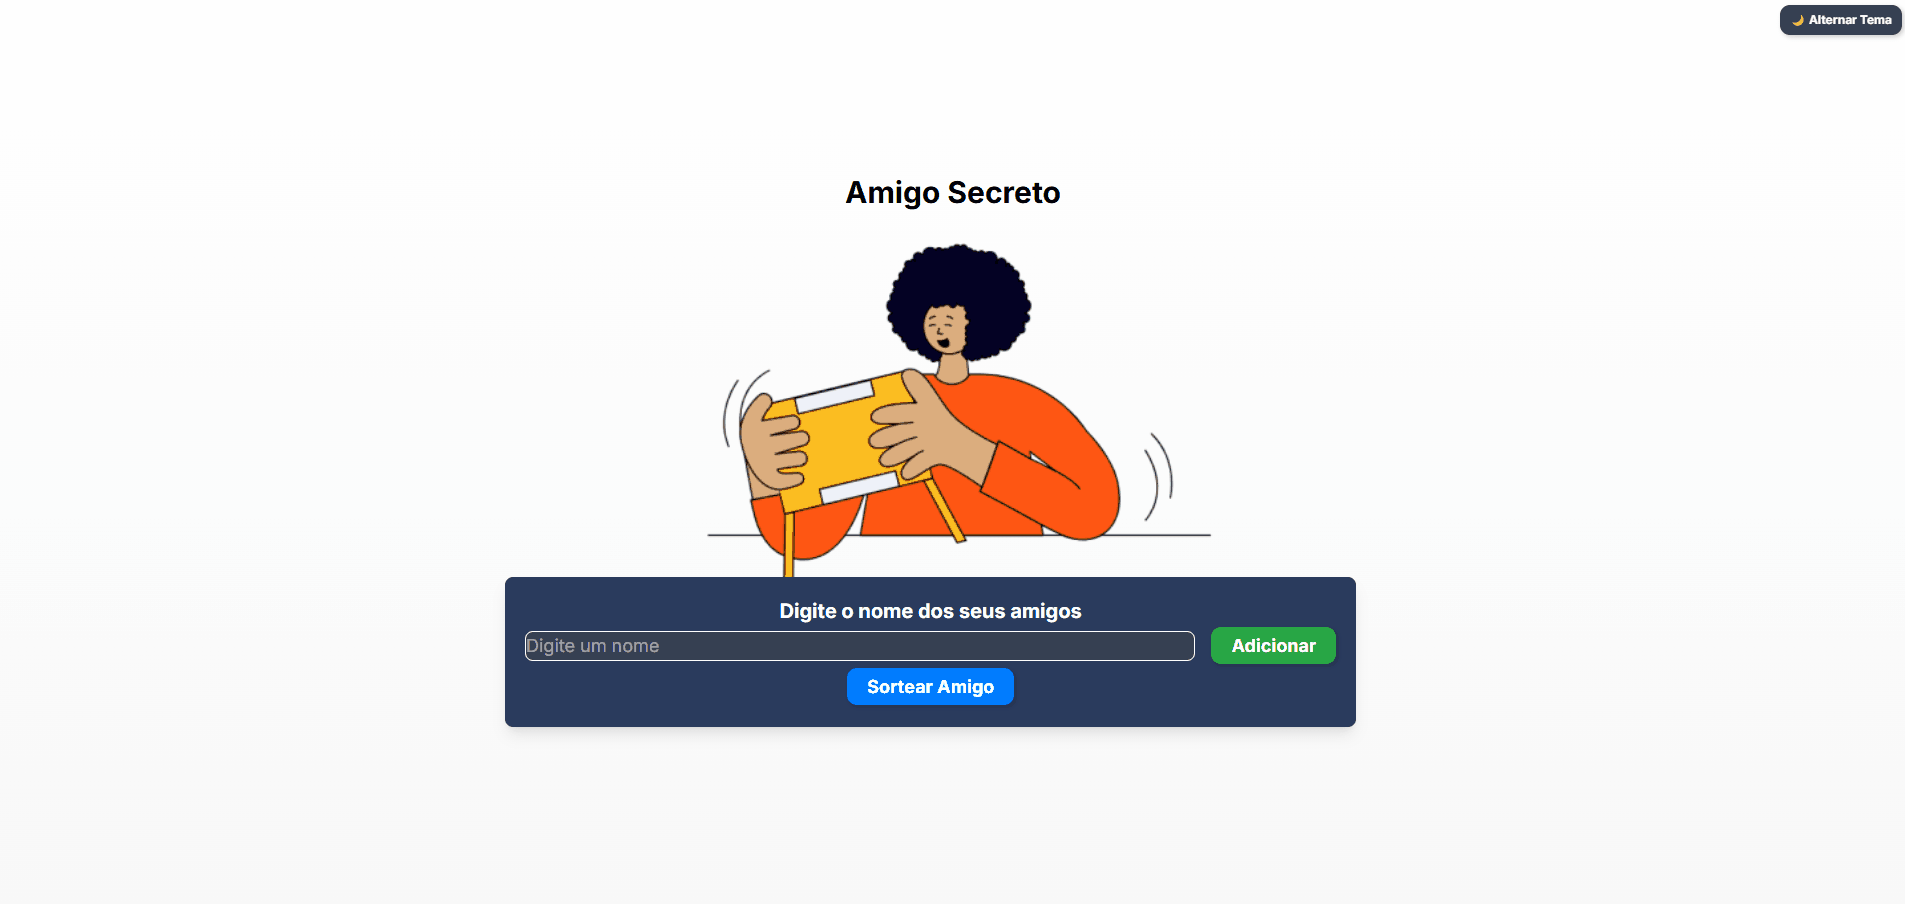 🌙 Alternar Tema
Amigo Secreto
Digite o nome dos seus amigos
Digite um nome
Adicionar
Sortear Amigo